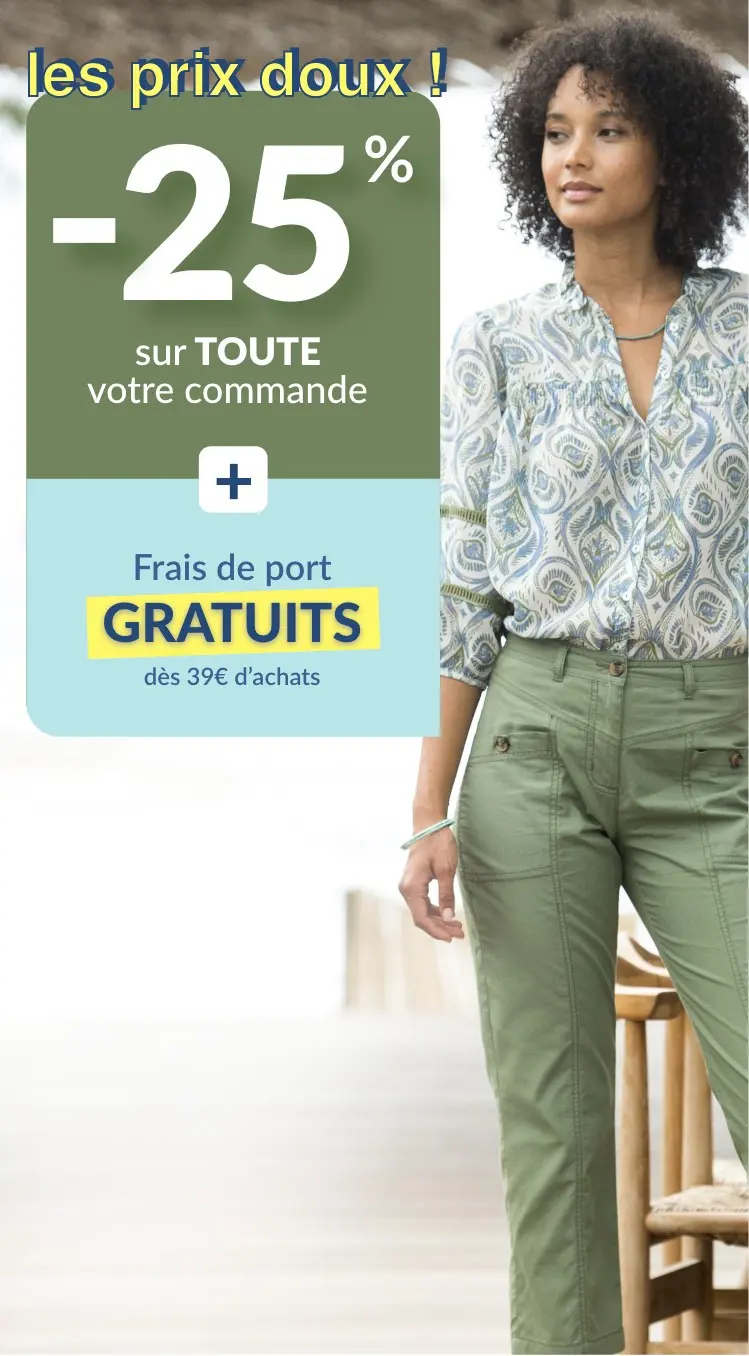 les prix doux !
-25%
sur TOUTE
votre commande
+
Frais de port
GRATUITS
dès 39€ d'achats